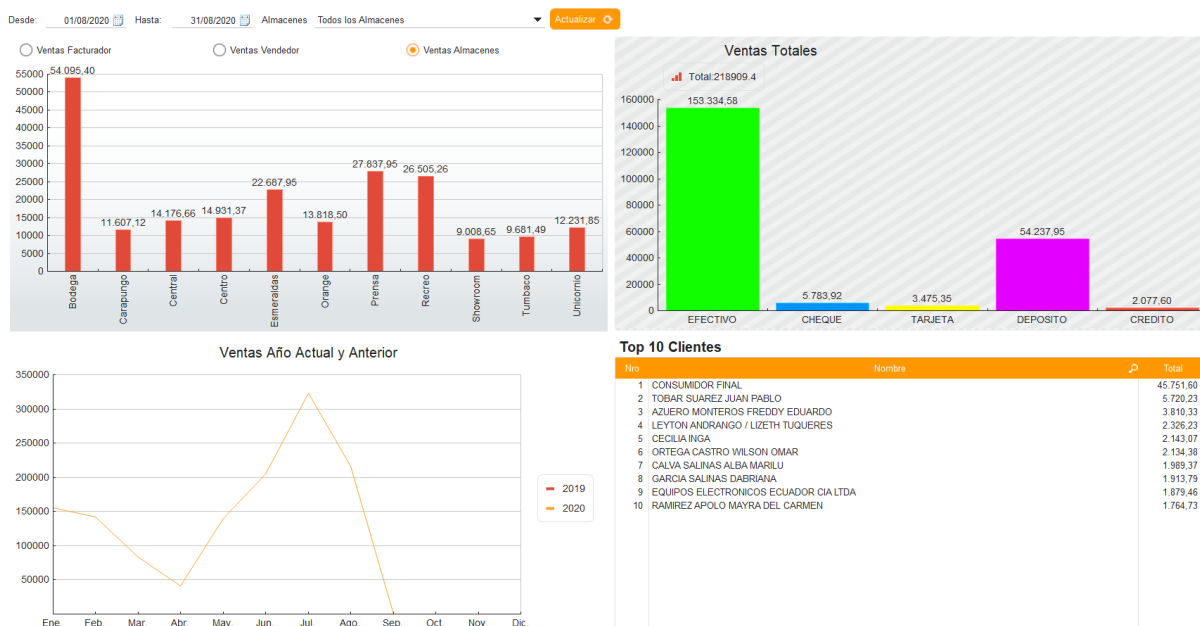 Desde: 01/08/2020 Hasta: 31/08/2020 Almacenes Todos los Almacenes Actualizar
Ventas Facturador Ventas Vendedor Ventas Almacenes
54.095,40
55000
50000
45000
40000
35000
30000
25000
20000
15000
10000
5000
0
11.607,12
14.176,66
14.931,37
22.687,95
13.818,50
27.837,95
26.505,26
9.008,65
9.681,49
12.231,85
Bodega
Carapungo
Central
Centro
Esmeraldas
Orange
Prensa
Recreo
Showroom
Tumbaco
Unicornio
Ventas Totales
Total:218909.4
160000
140000
120000
100000
80000
60000
40000
20000
0
153.334,58
5.783,92
3.475,35
54.237,95
2.077,60
EFECTIVO CHEQUE TARJETA DEPOSITO CREDITO
Ventas Año Actual y Anterior
350000
300000
250000
200000
150000
100000
50000
Ene. Feb. Mar. Abr. May. Jun. Jul. Ago. Sep. Oct. Nov. Dic.
2019
2020
Top 10 Clientes
Nro Nombre Total
1 CONSUMIDOR FINAL 45.751,60
2 TOBAR SUAREZ JUAN PABLO 5.720,23
3 AZUERO MONTEROS FREDDY EDUARDO 3.810,33
4 LEYTON ANDRANGO / LIZETH TUQUERES 2.326,23
5 CECILIA INGA 2.143,07
6 ORTEGA CASTRO WILSON OMAR 2.134,38
7 CALVA SALINAS ALBA MARILU 1.989,37
8 GARCIA SALINAS DABRIANA 1.913,79
9 EQUIPOS ELECTRONICOS ECUADOR CIA LTDA 1.879,46
10 RAMIREZ APOLO MAYRA DEL CARMEN 1.764,73